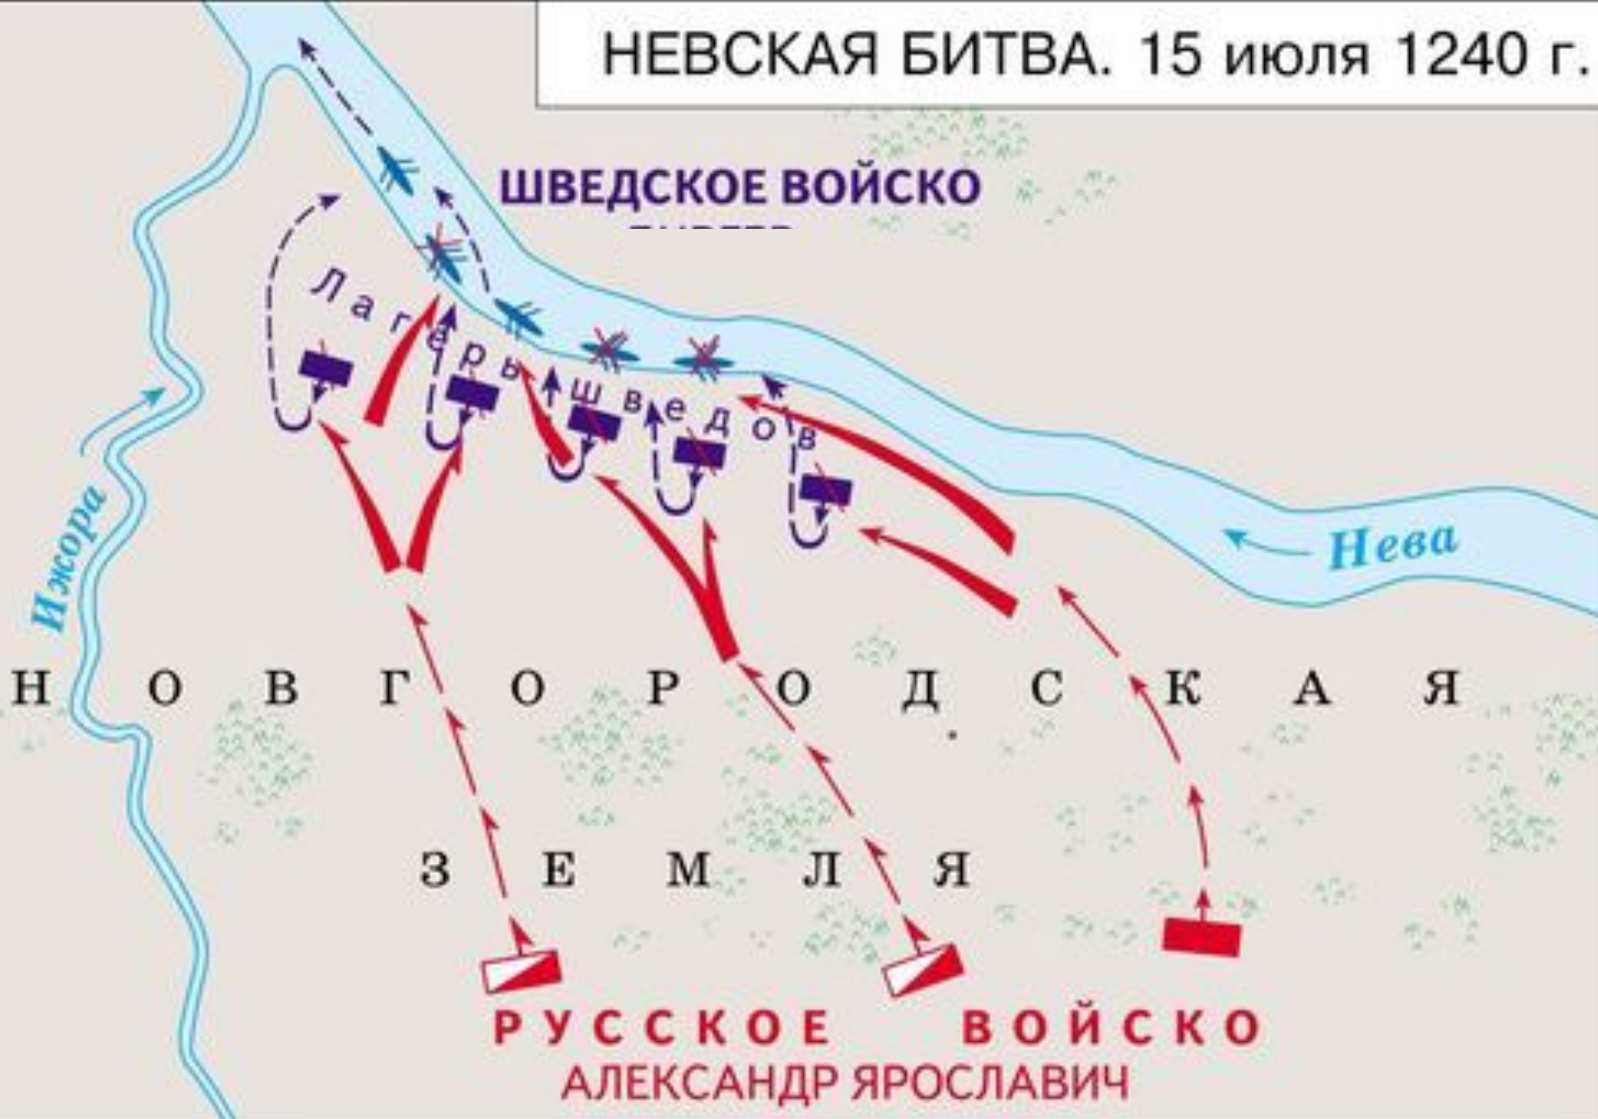 НЕВСКАЯ БИТВА. 15 июля 1240 г.
ШВЕДСКОЕ ВОЙСКО
Лагерь шведов
Ижора
Нева
НОВГОРОДСКАЯ
ЗЕМЛЯ
РУССКОЕ ВОЙСКО
АЛЕКСАНДР ЯРОСЛАВИЧ